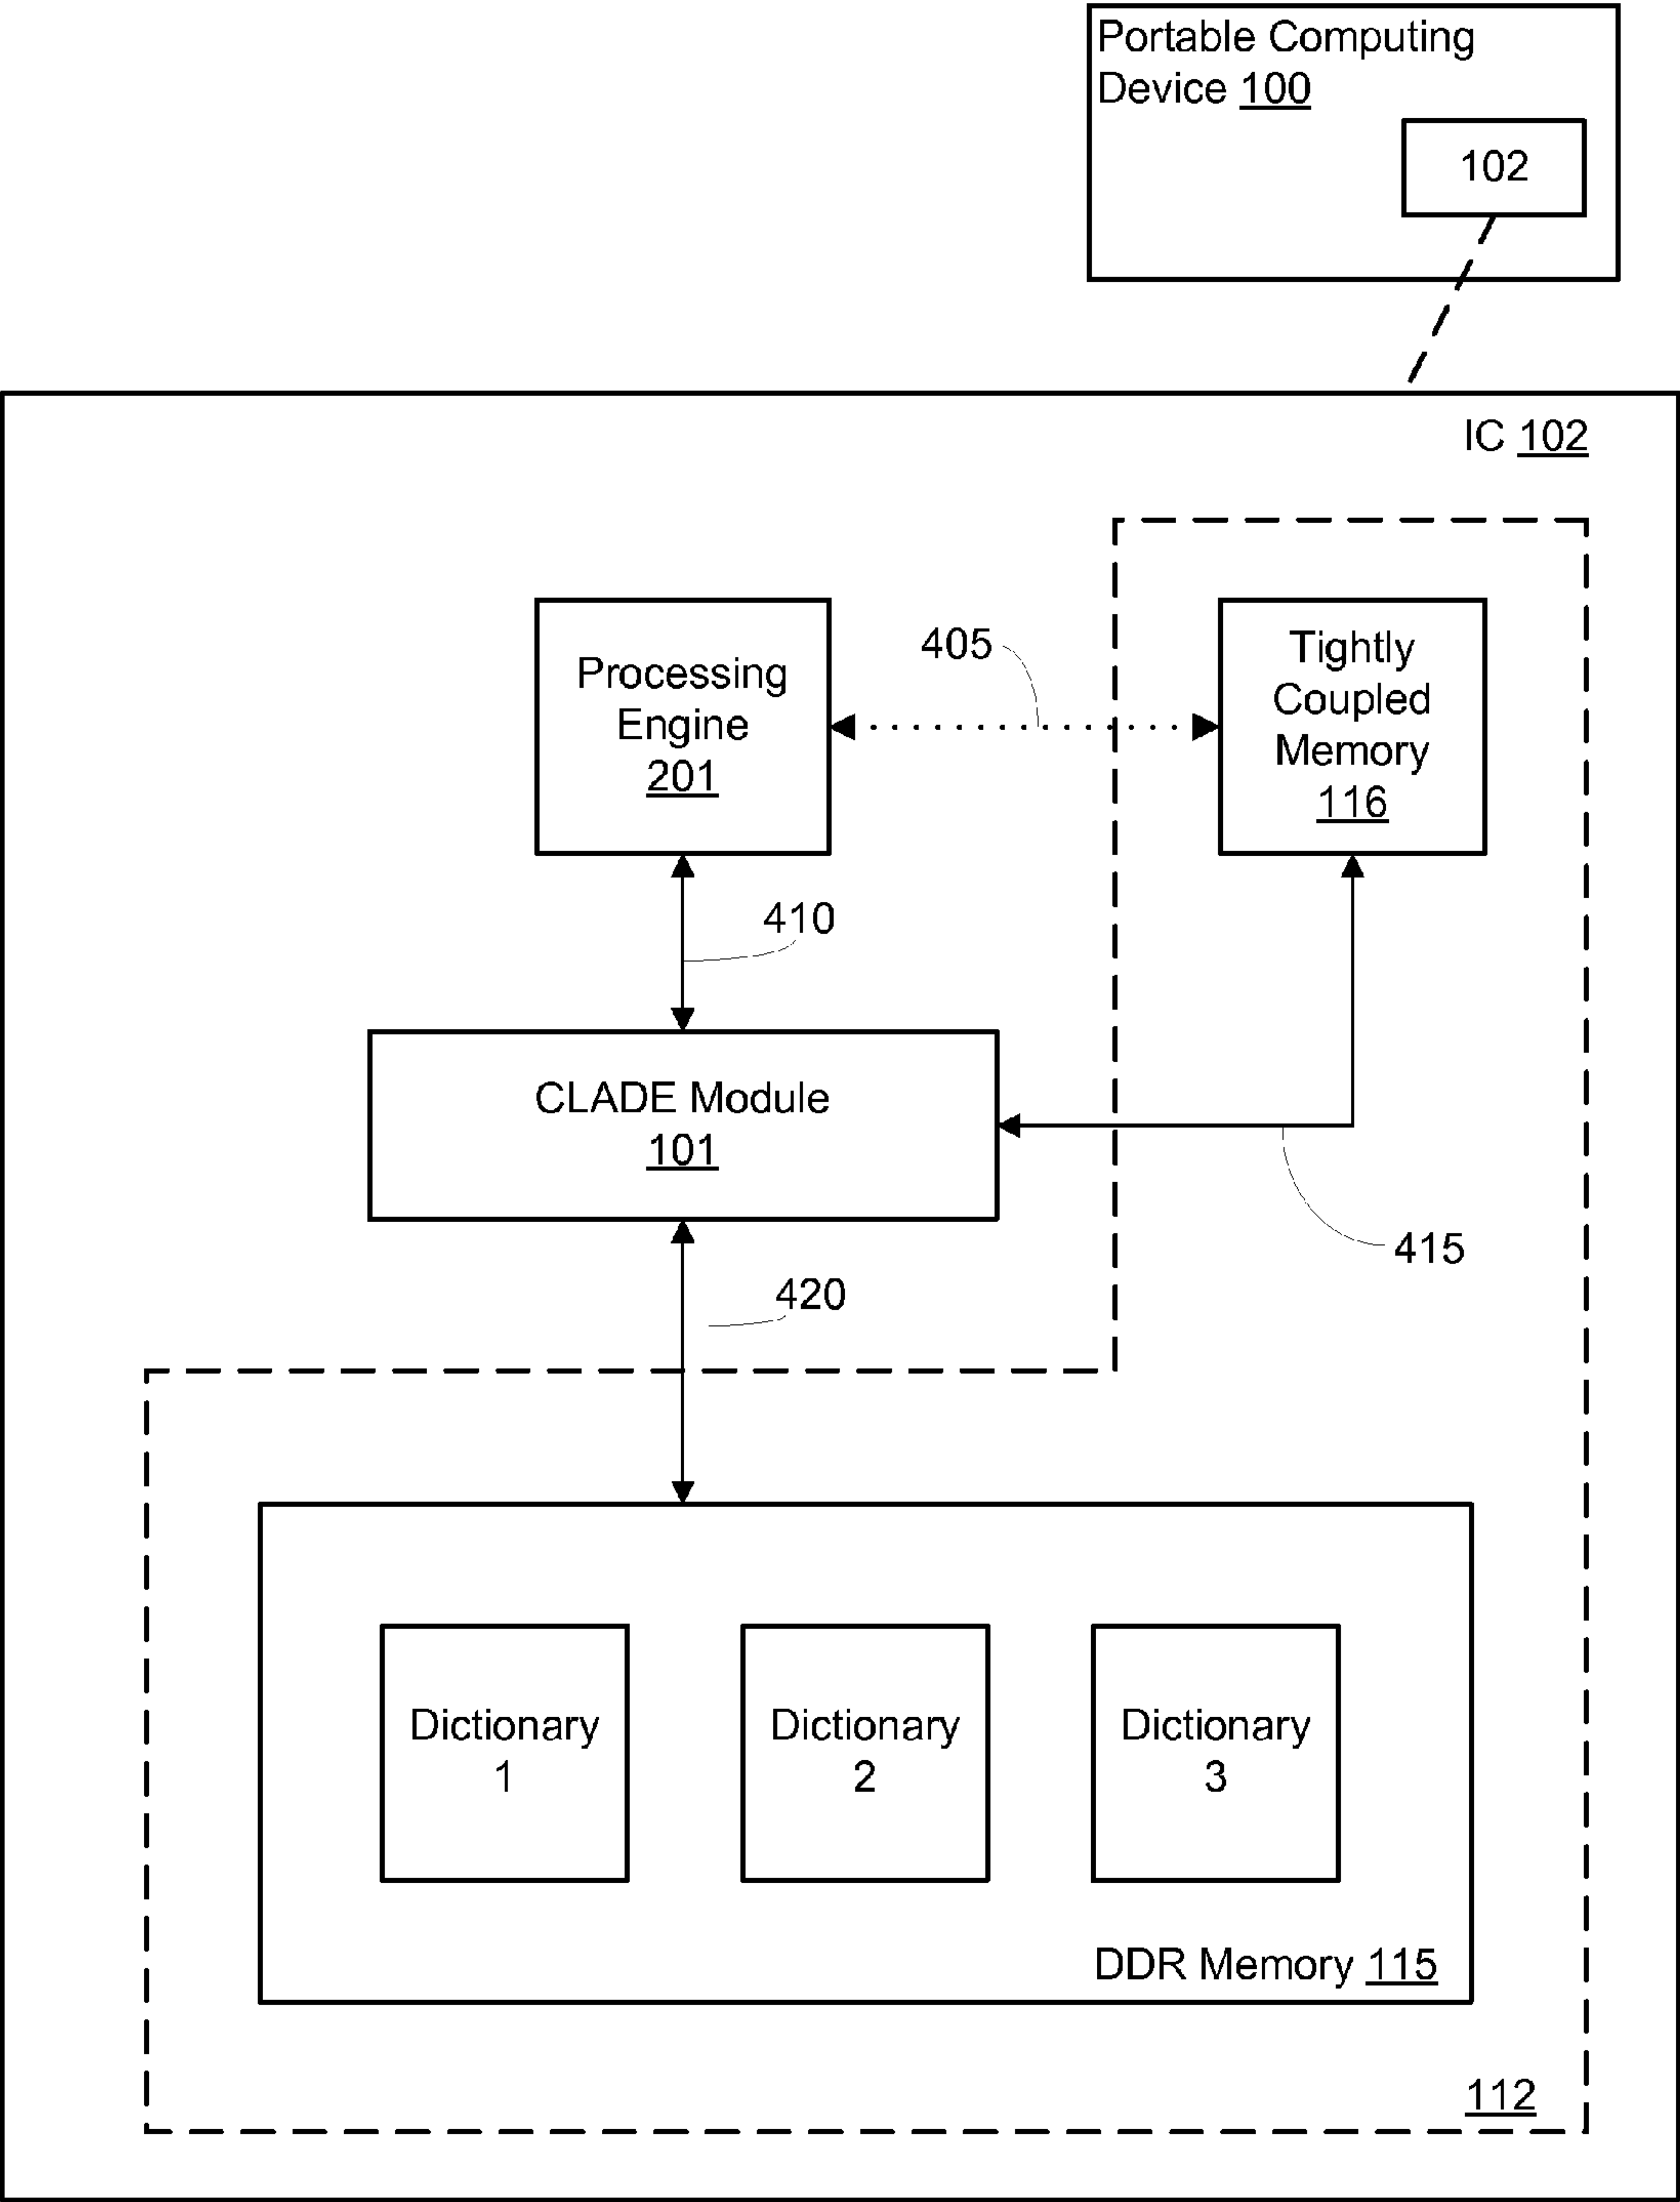 Portable Computing
Device 100
102
IC 102
Processing
Engine
201
405
Tightly
Coupled
Memory
116
410
CLADE Module
101
415
420
Dictionary
1
Dictionary
2
Dictionary
3
DDR Memory 115
112